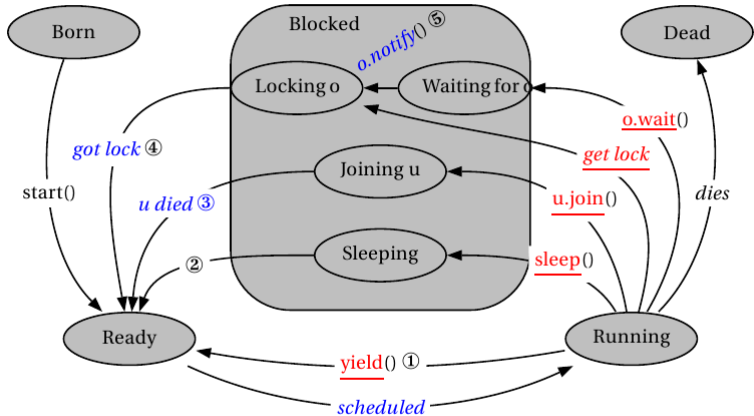 Born
Blocked
Dead
o.notify() ⑤
Locking o
Waiting for o
o.wait()
got lock ④
get lock
Joining u
start()
u died ③
u.join()
dies
②
Sleeping
sleep()
Ready
Running
yield() ①
scheduled